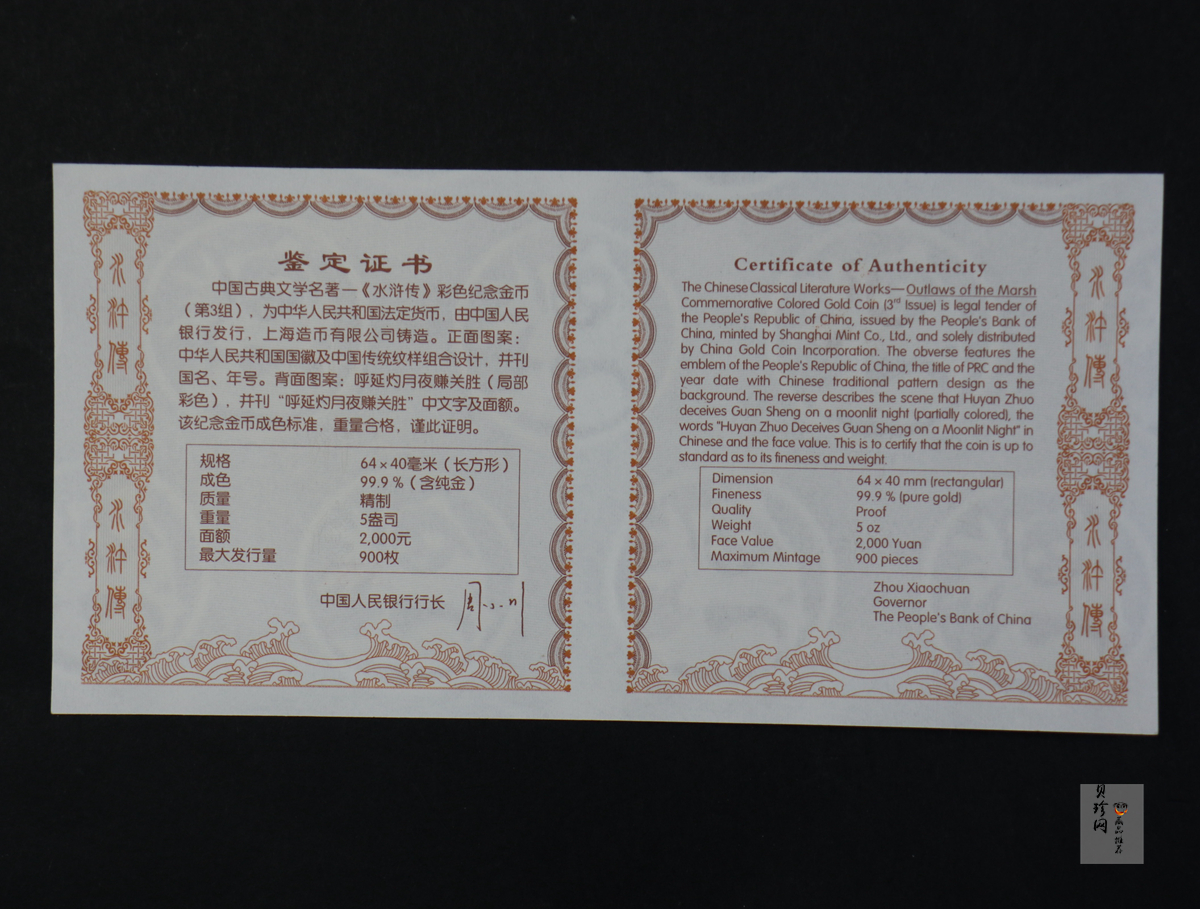 水
滸
傳
水
滸
傳
鉴定证书
中国古典文学名著—《水浒传》彩色纪念金币
（第3组），为中华人民共和国法定货币，由中国人民
银行发行，上海造币有限公司铸造。正面图案：
中华人民共和国国徽及中国传统纹样组合设计，并刊
国名、年号。背面图案：呼延灼月夜赚关胜（局部
彩色），并刊“呼延灼月夜赚关胜”中文字及面额。
该纪念金币成色标准，重量合格，谨此证明。
规格 64×40毫米（长方形）
成色 99.9％（含纯金）
质量 精制
重量 5盎司
面额 2,000元
最大发行量 900枚
中国人民银行行长 周小川
Certificate of Authenticity
The Chinese Classical Literature Works—Outlaws of the Marsh
Commemorative Colored Gold Coin (3rd Issue) is legal tender of
the People's Republic of China, issued by the People's Bank of
China, minted by Shanghai Mint Co., Ltd., and solely distributed
by China Gold Coin Incorporation. The obverse features the
emblem of the People's Republic of China, the title of PRC and the
year date with Chinese traditional pattern design as the
background. The reverse describes the scene that Huyan Zhuo
deceives Guan Sheng on a moonlit night (partially colored), the
words "Huyan Zhuo Deceives Guan Sheng on a Moonlit Night" in
Chinese and the face value. This is to certify that the coin is up to
standard as to its fineness and weight.
Dimension 64×40 mm (rectangular)
Fineness 99.9％ (pure gold)
Quality Proof
Weight 5 oz
Face Value 2,000 Yuan
Maximum Mintage 900 pieces
Zhou Xiaochuan
Governor
The People's Bank of China
水
滸
傳
水
滸
傳
贝珍网
藏品推荐